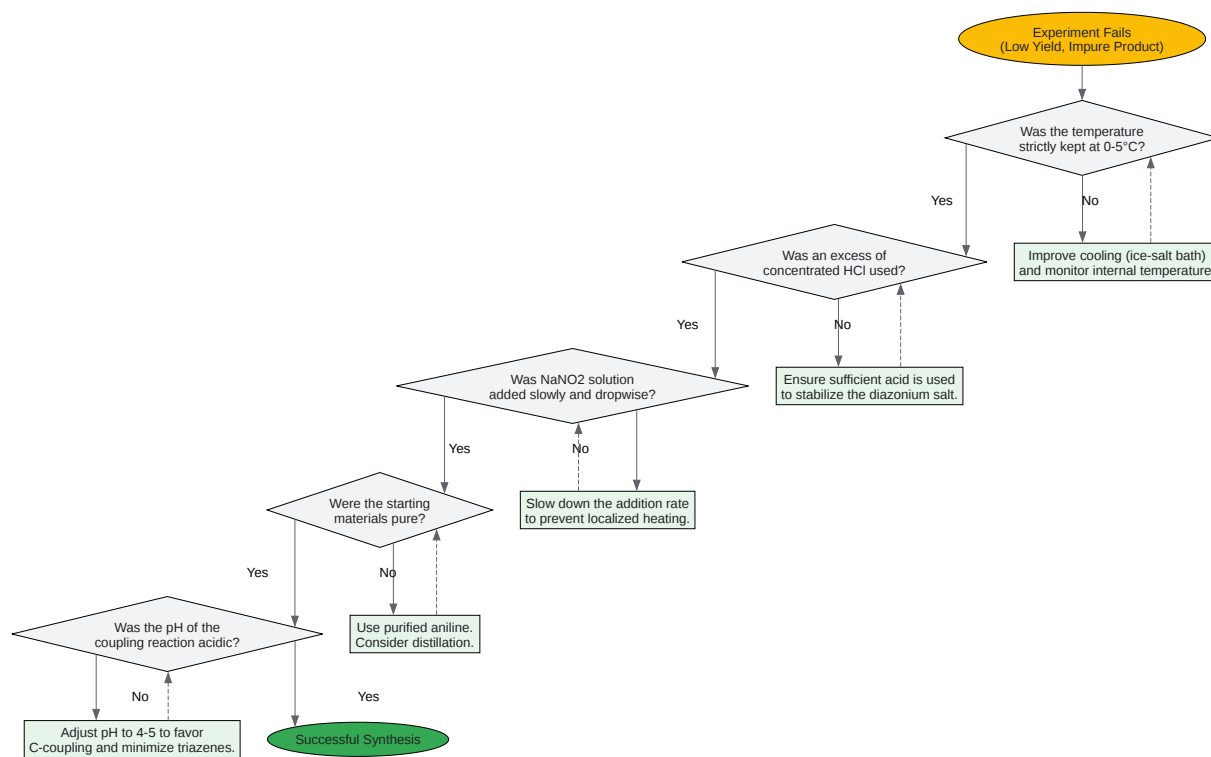 Experiment Fails
(Low Yield, Impure Product)
Was the temperature
strictly kept at 0-5°C?
Yes
No
Improve cooling (ice-salt bath)
and monitor internal temperature
Was an excess of
concentrated HCl used?
Yes
No
Ensure sufficient acid is used
to stabilize the diazonium salt.
Was NaNO2 solution
added slowly and dropwise?
Yes
No
Slow down the addition rate
to prevent localized heating.
Were the starting
materials pure?
Yes
No
Use purified aniline.
Consider distillation.
Was the pH of the
coupling reaction acidic?
No
Yes
Adjust pH to 4-5 to favor
C-coupling and minimize triazenes.
Successful Synthesis